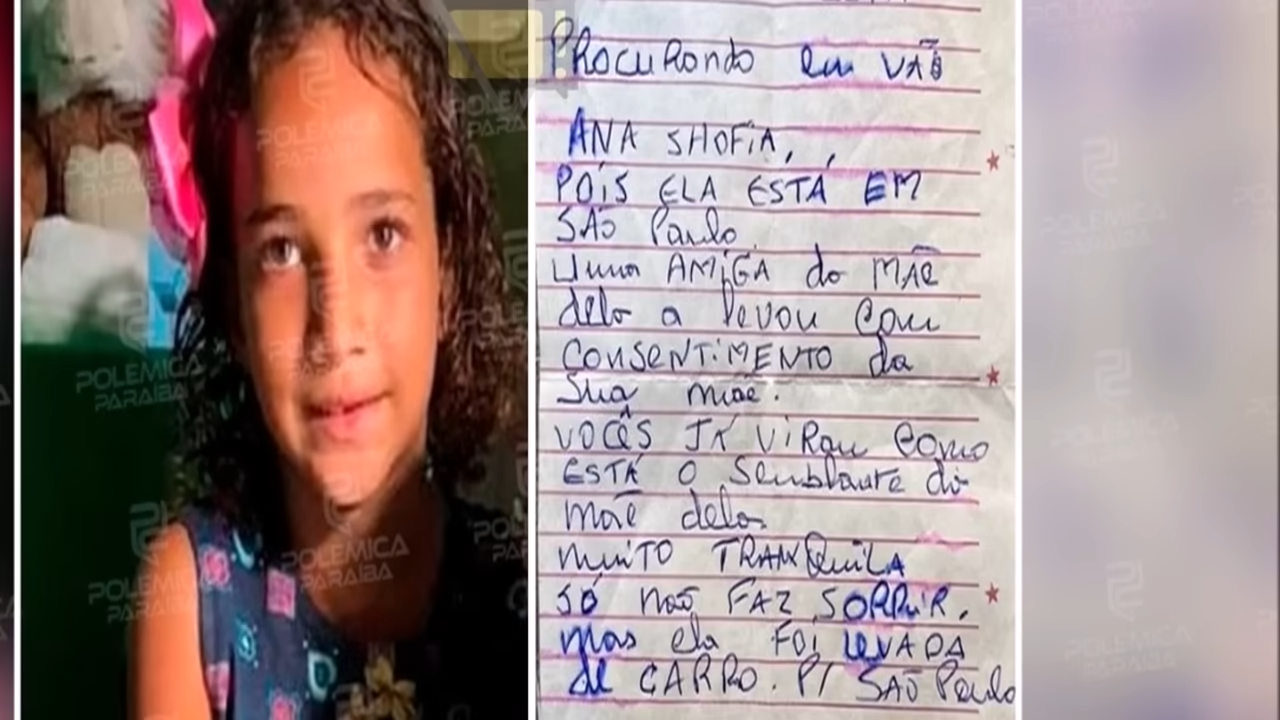 POLEMICA
PARAÍBA
PROCURANDO em VÃO
ANA SHOFiA,
POiS ELA ESTÁ EM
SÃO Paulo
Uma AMiGA da MÃE
dela a levou com
CONSENTiMENTO da
Sua mãe.
VOCÊS JÁ ViRam como
ESTÁ O Semblante da
mãe dela.
muiTO TRANQuiLA
SÓ não FAZ SORRiR.
mas ela FOi LEVADA
de CARRO. P/ SÃO Paulo